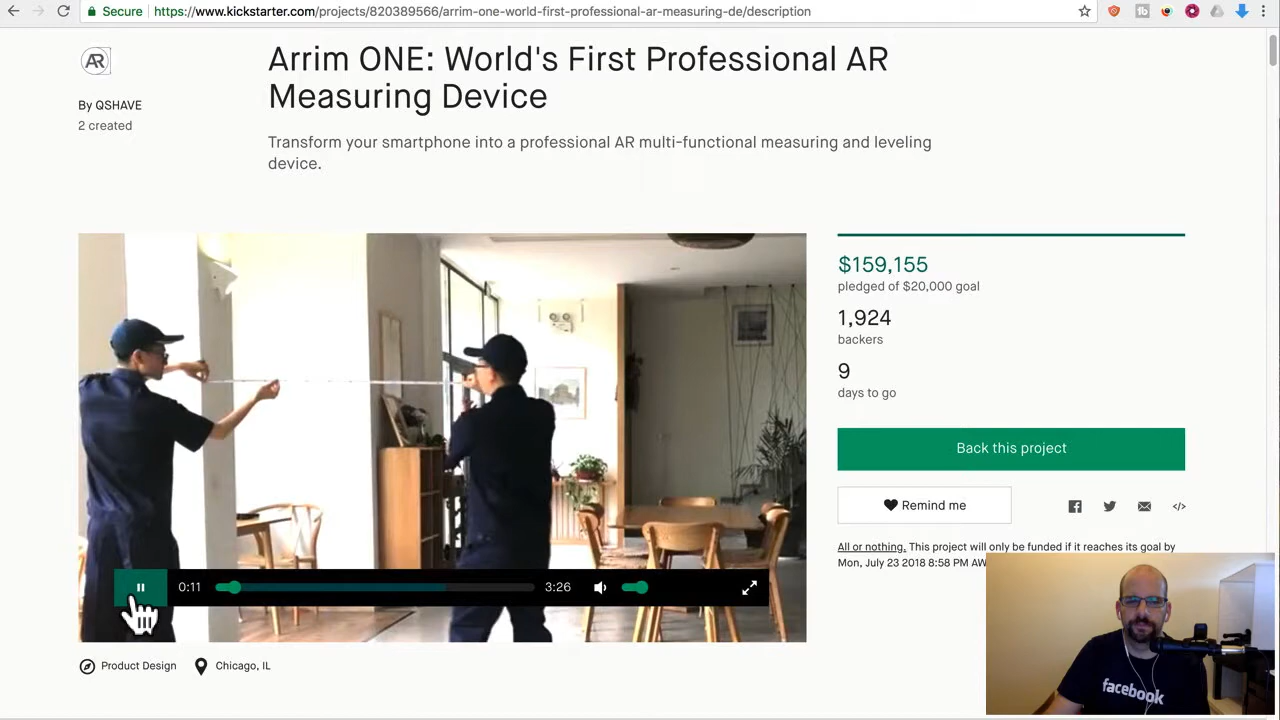 Secure
https://www.kickstarter.com/projects/820389566/arrim-one-world-first-professional-ar-measuring-de/description
AR
By QSHAVE
2 created
Arrim ONE: World's First Professional AR
Measuring Device
Transform your smartphone into a professional AR multi-functional measuring and leveling
device.
$159,155
pledged of $20,000 goal
1,924
backers
9
days to go
Back this project
Remind me
All or nothing. This project will only be funded if it reaches its goal by
Mon, July 23 2018 8:58 PM AW
0:11
3:26
Product Design
Chicago, IL
facebook